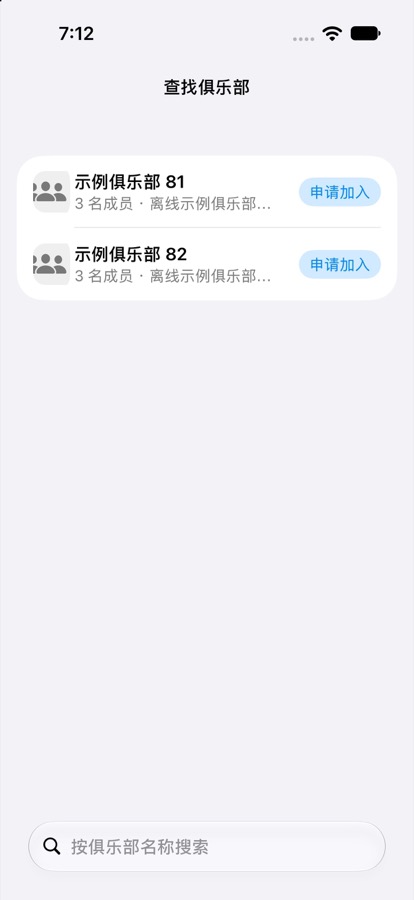 7:12
查找俱乐部
示例俱乐部 81
3 名成员 · 离线示例俱乐部...
申请加入
示例俱乐部 82
3 名成员 · 离线示例俱乐部...
申请加入
按俱乐部名称搜索